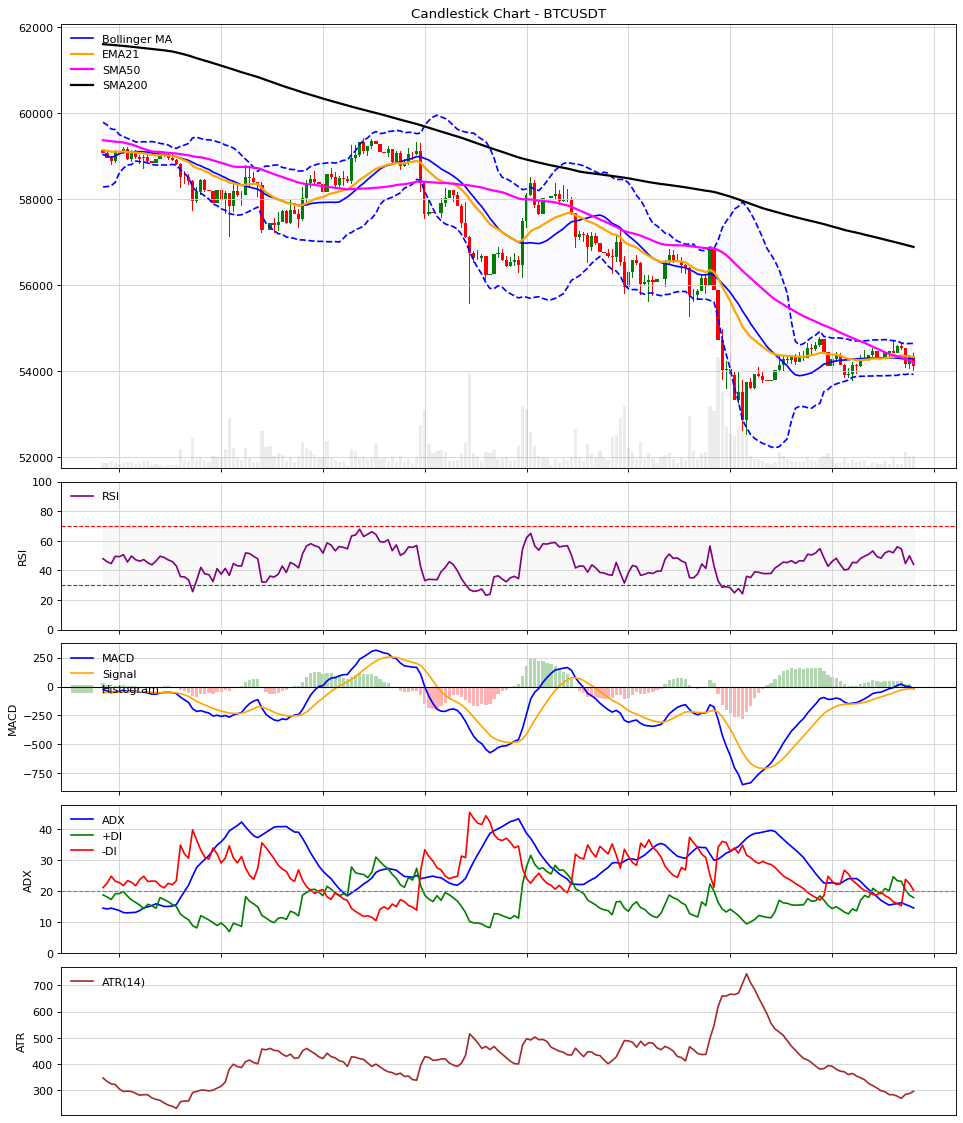 Candlestick Chart - BTCUSDT
62000
60000
58000
56000
54000
52000
Bollinger MA
EMA21
SMA50
SMA200
100
80
60
40
20
0
RSI
RSI
250
0
−250
−500
−750
MACD
MACD
Signal
Histogram
40
30
20
10
0
ADX
ADX
+DI
-DI
700
600
500
400
300
ATR
ATR(14)